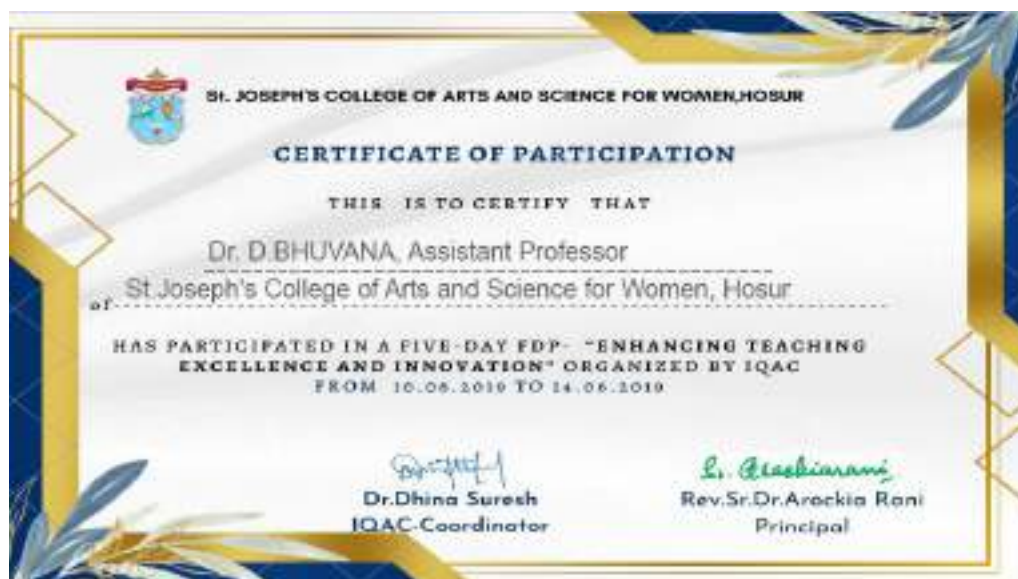 St. JOSEPH'S COLLEGE OF ARTS AND SCIENCE FOR WOMEN,HOSUR
CERTIFICATE OF PARTICIPATION
THIS IS TO CERTIFY THAT
Dr. D.BHUVANA, Assistant Professor
of St.Joseph's College of Arts and Science for Women, Hosur
HAS PARTICIPATED IN A FIVE-DAY FDP- "ENHANCING TEACHING
EXCELLENCE AND INNOVATION" ORGANIZED BY IQAC
FROM 10.06.2019 TO 14.06.2019
Dr.Dhina Suresh
Rev.Sr.Dr.Arockia Rani
IQAC-Coordinator
Principal